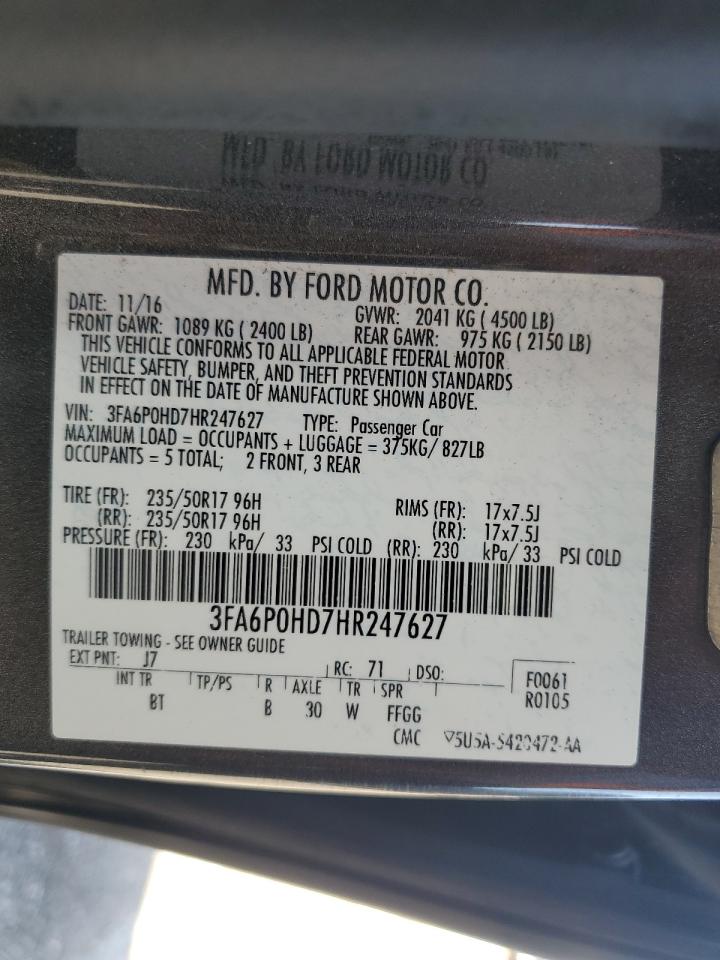 MFD. BY FORD MOTOR CO.
DATE: 11/16 GVWR: 2041 KG ( 4500 LB)
FRONT GAWR: 1089 KG ( 2400 LB) REAR GAWR: 975 KG ( 2150 LB)
THIS VEHICLE CONFORMS TO ALL APPLICABLE FEDERAL MOTOR
VEHICLE SAFETY, BUMPER, AND THEFT PREVENTION STANDARDS
IN EFFECT ON THE DATE OF MANUFACTURE SHOWN ABOVE.
VIN: 3FA6P0HD7HR247627 TYPE: Passenger Car
MAXIMUM LOAD = OCCUPANTS + LUGGAGE = 375KG/ 827LB
OCCUPANTS = 5 TOTAL; 2 FRONT, 3 REAR
TIRE (FR): 235/50R17 96H RIMS (FR): 17x7.5J
(RR): 235/50R17 96H (RR): 17x7.5J
PRESSURE (FR): 230 kPa/ 33 PSI COLD (RR): 230 kPa/ 33 PSI COLD
3FA6P0HD7HR247627
TRAILER TOWING - SEE OWNER GUIDE
EXT PNT: J7 RC: 71 DSO: F0061
INT TR TP/PS R AXLE TR SPR R0105
BT B 30 W FFGG
CMC 5U5A-S420472-AA